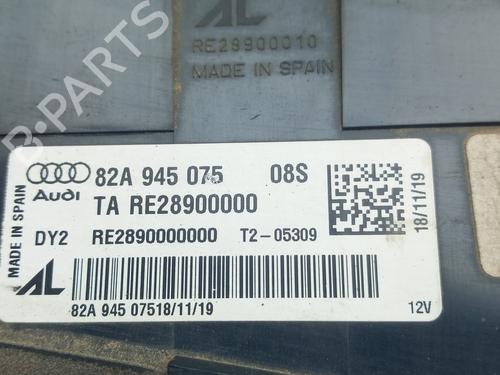 AL
RE28900010
MADE IN SPAIN
B-PARTS
MADE IN SPAIN
Audi
82A 945 075 08S
TA RE28900000
DY2 RE2890000000 T2-05309
18/11/19
AL
82A 945 07518/11/19
12V